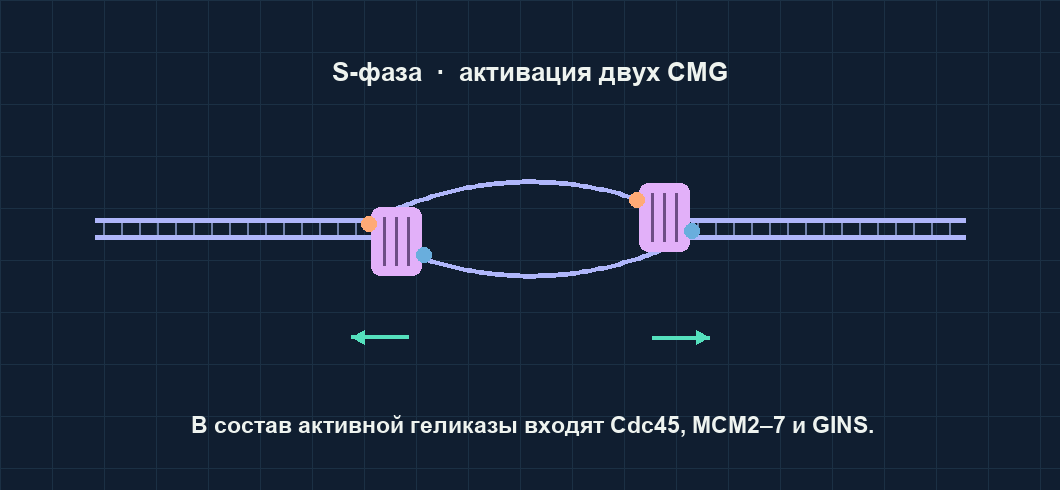 S-фаза · активация двух CMG
В состав активной геликазы входят Cdc45, MCM2–7 и GINS.